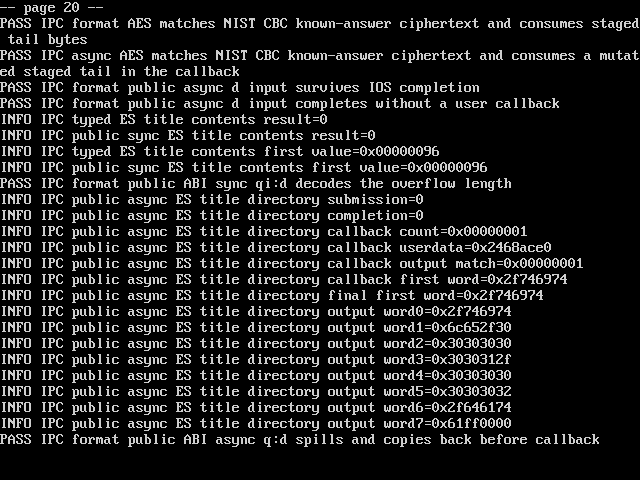 -- page 20 --
PASS IPC format AES matches NIST CBC known-answer ciphertext and consumes staged
 tail bytes
PASS IPC async AES matches NIST CBC known-answer ciphertext and consumes a mutat
ed staged tail in the callback
PASS IPC format public async d input survives IOS completion
PASS IPC format public async d input completes without a user callback
INFO IPC typed ES title contents result=0
INFO IPC public sync ES title contents result=0
INFO IPC typed ES title contents first value=0x00000096
INFO IPC public sync ES title contents first value=0x00000096
PASS IPC format public ABI sync qi:d decodes the overflow length
INFO IPC public async ES title directory submission=0
INFO IPC public async ES title directory completion=0
INFO IPC public async ES title directory callback count=0x00000001
INFO IPC public async ES title directory callback userdata=0x2468ace0
INFO IPC public async ES title directory callback output match=0x00000001
INFO IPC public async ES title directory callback first word=0x2f746974
INFO IPC public async ES title directory final first word=0x2f746974
INFO IPC public async ES title directory output word0=0x2f746974
INFO IPC public async ES title directory output word1=0x6c652f30
INFO IPC public async ES title directory output word2=0x30303030
INFO IPC public async ES title directory output word3=0x3030312f
INFO IPC public async ES title directory output word4=0x30303030
INFO IPC public async ES title directory output word5=0x30303032
INFO IPC public async ES title directory output word6=0x2f646174
INFO IPC public async ES title directory output word7=0x61ff0000
PASS IPC format public ABI async q:d spills and copies back before callback